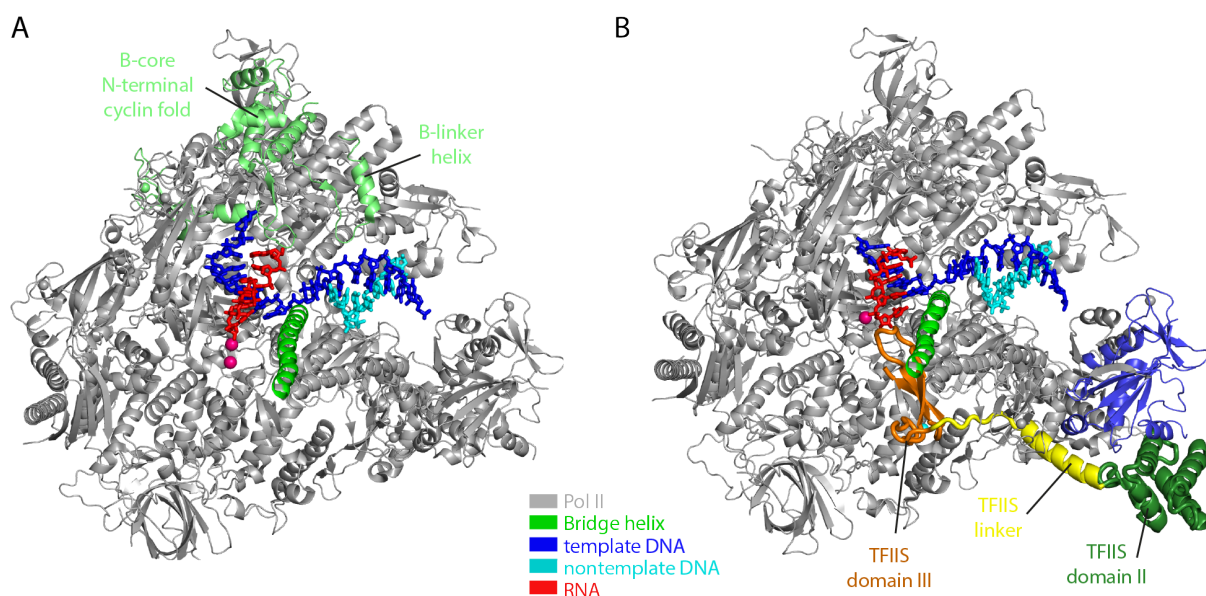 A
B
B-core
N-terminal
cyclin fold
B-linker
helix
Pol II
Bridge helix
template DNA
nontemplate DNA
RNA
TFIIS
domain III
TFIIS
linker
TFIIS
domain II